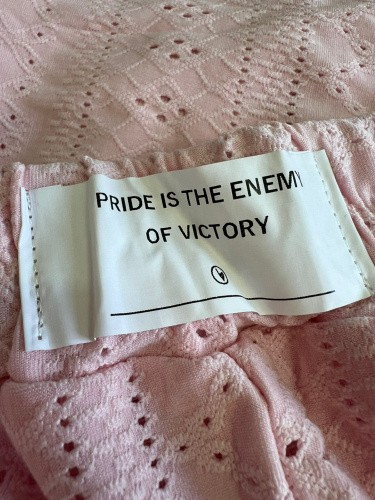 PRIDE IS THE ENEMY
OF VICTORY